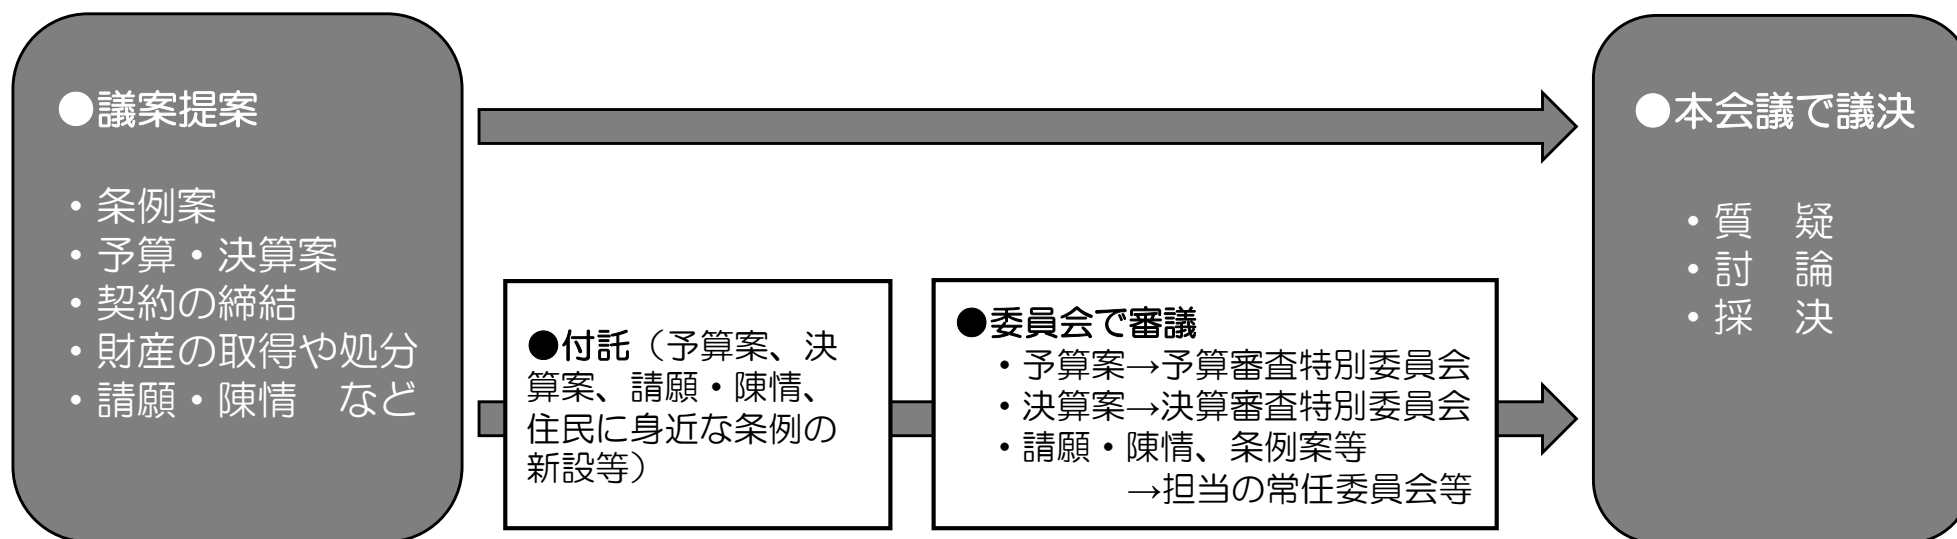 ●議案提案
・条例案
・予算・決算案
・契約の締結
・財産の取得や処分
・請願・陳情　など
●付託（予算案、決
算案、請願・陳情、
住民に身近な条例の
新設等）
●委員会で審議
・予算案→予算審査特別委員会
・決算案→決算審査特別委員会
・請願・陳情、条例案等
→担当の常任委員会等
●本会議で議決
・質　疑
・討　論
・採　決